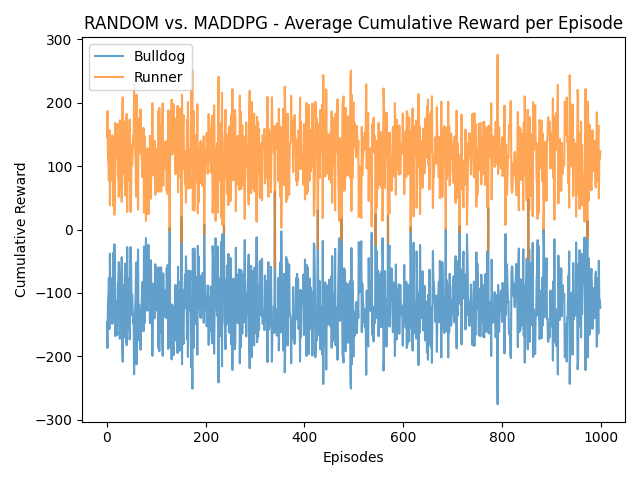 RANDOM vs. MADDPG - Average Cumulative Reward per Episode
Bulldog
Runner
Cumulative Reward
300
200
100
0
−100
−200
−300
0
200
400
600
800
1000
Episodes